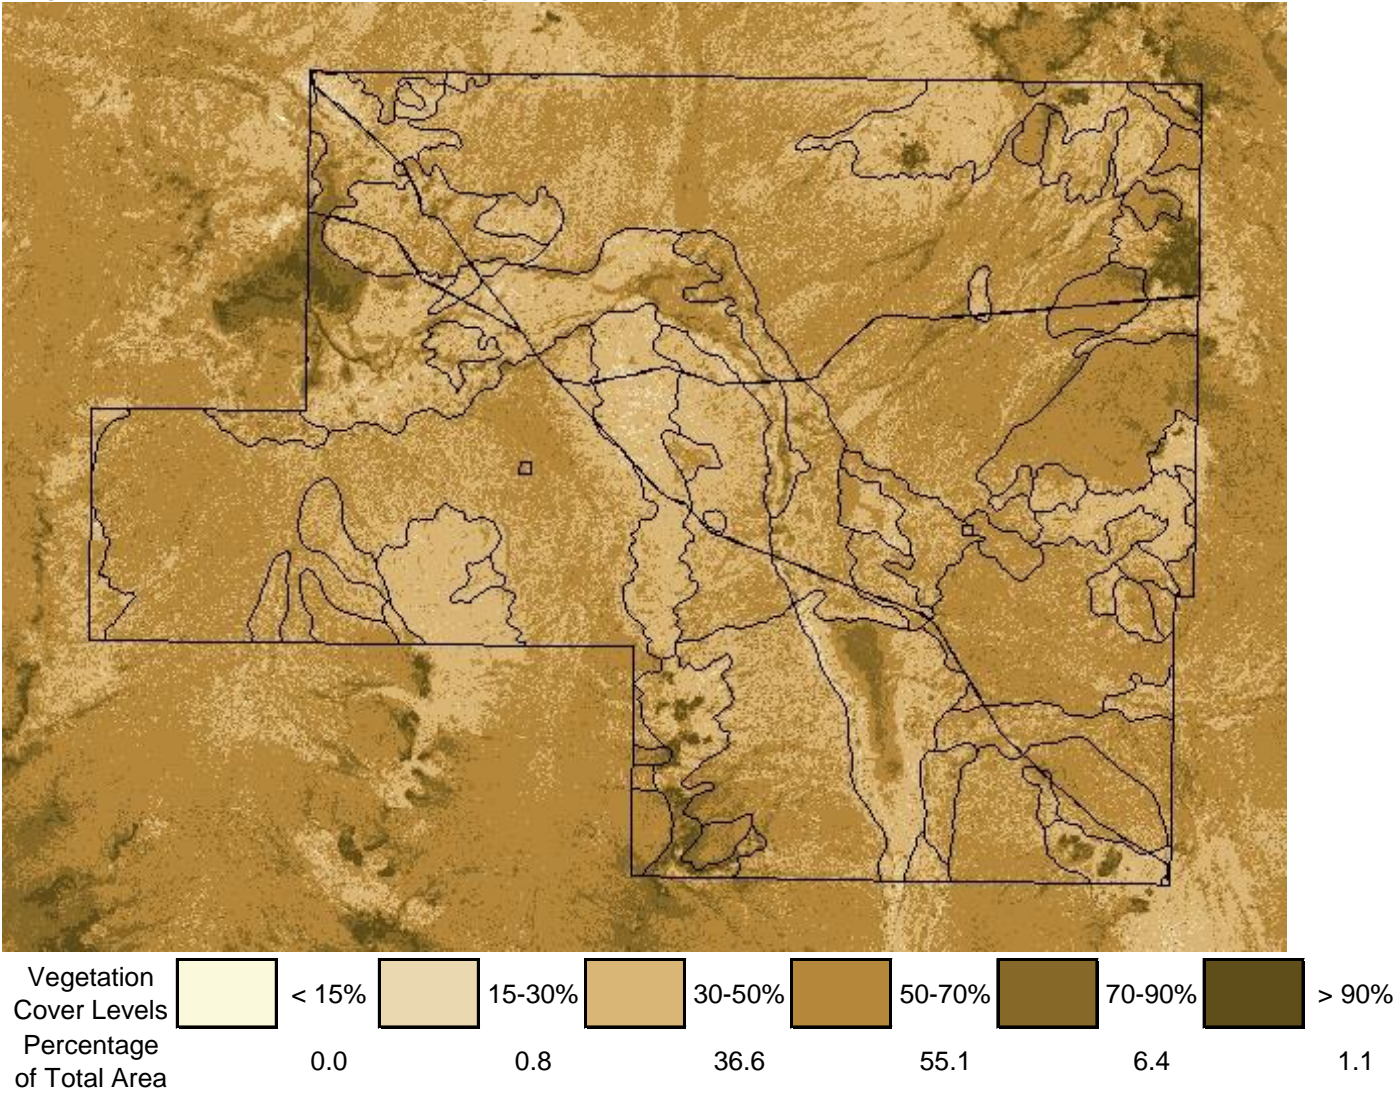 Vegetation
Cover Levels
< 15% 15-30% 30-50% 50-70% 70-90% > 90%
Percentage
of Total Area
0.0 0.8 36.6 55.1 6.4 1.1